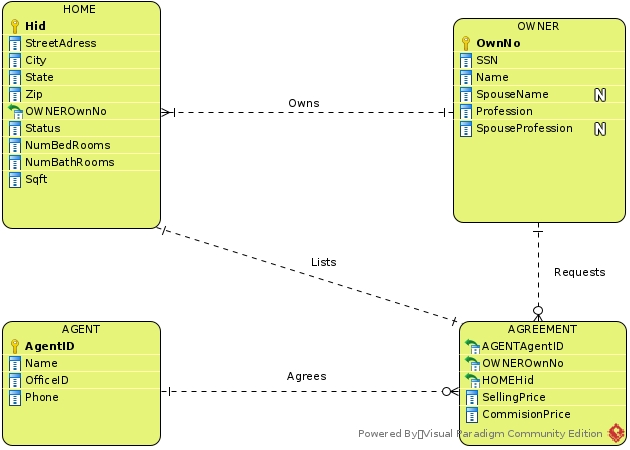 HOME
Hid
StreetAdress
City
State
Zip
OWNEROwnNo
Status
NumBedRooms
NumBathRooms
Sqft
Owns
OWNER
OwnNo
SSN
Name
SpouseName N
Profession
SpouseProfession N
Lists
Requests
AGENT
AgentID
Name
OfficeID
Phone
Agrees
AGREEMENT
AGENTAgentID
OWNEROwnNo
HOMEHid
SellingPrice
CommisionPrice
Powered By▯Visual Paradigm Community Edition